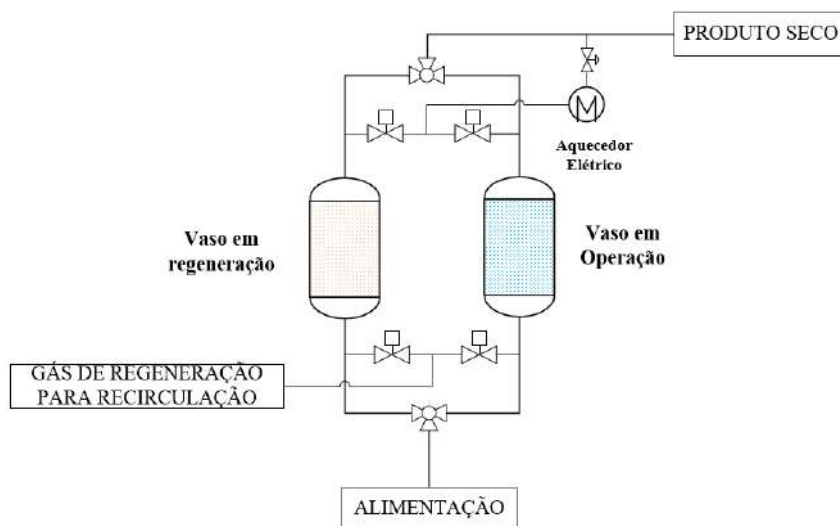 PRODUTO SECO
M
Aquecedor
Elétrico
Vaso em
regeneração
Vaso em
Operação
GÁS DE REGENERAÇÃO
PARA RECIRCULAÇÃO
ALIMENTAÇÃO